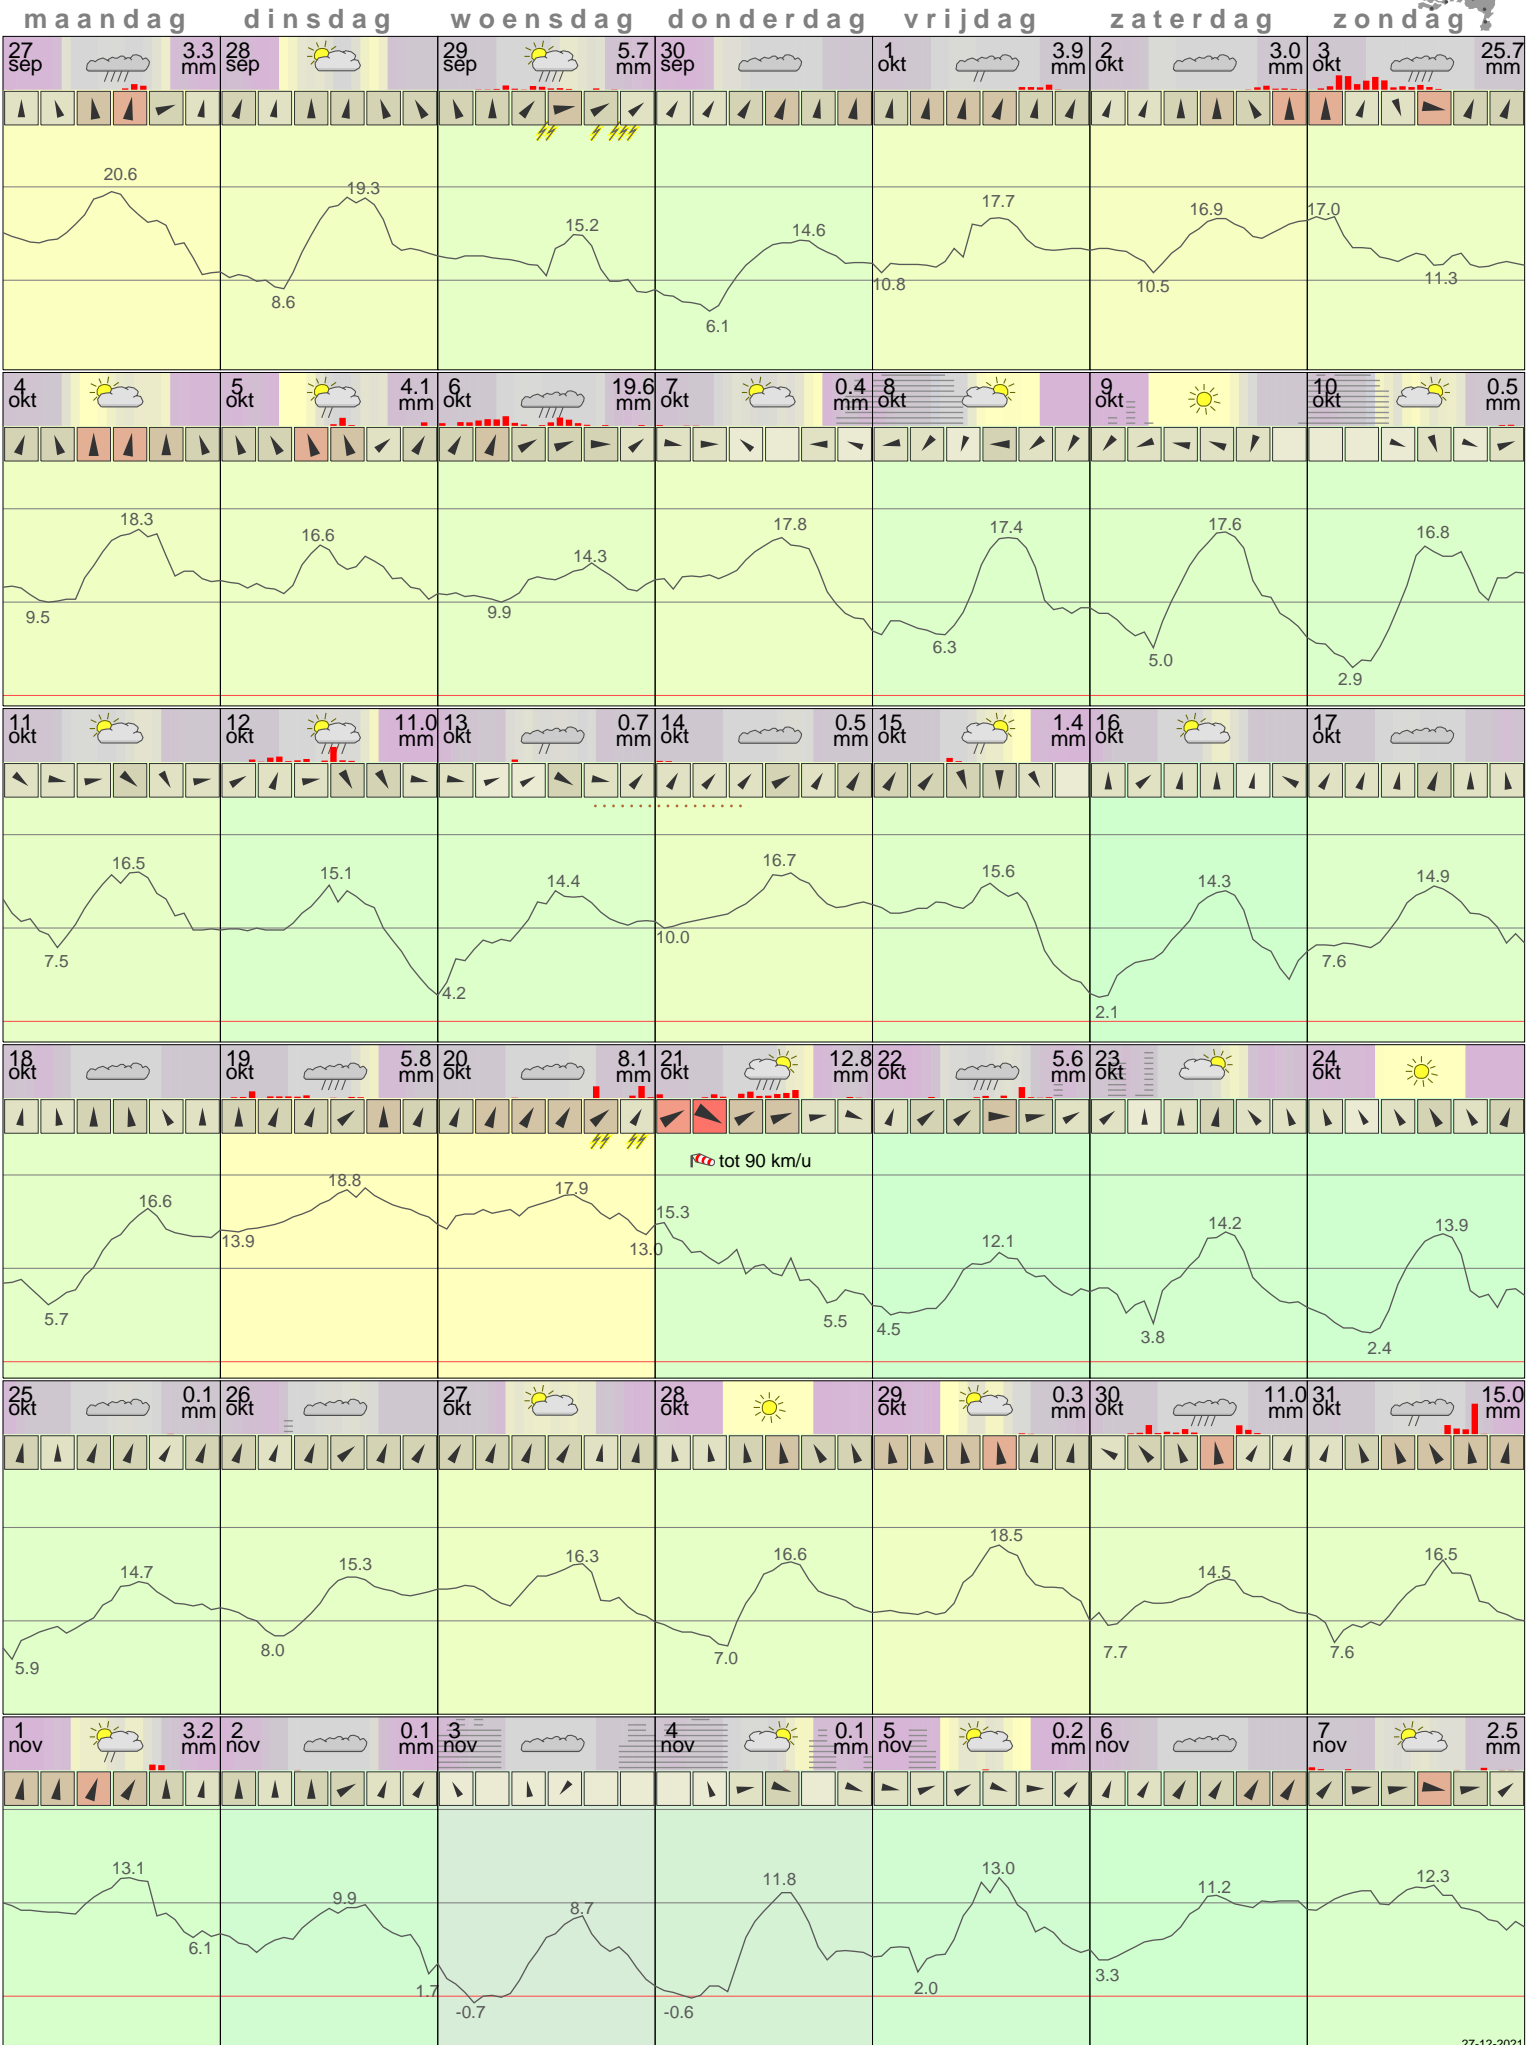 maandag dinsdag woensdag donderdag vrijdag zaterdag zondag
27 sep 3.3 mm 28 sep 29 sep 5.7 mm 30 sep 1 okt 3.9 mm 2 okt 3.0 mm 3 okt 25.7 mm
20.6 8.6 19.3 15.2 6.1 14.6 10.8 17.7 10.5 16.9 17.0 11.3
4 okt 5 okt 4.1 mm 6 okt 19.6 mm 7 okt 0.4 mm 8 okt 9 okt 10 okt 0.5 mm
9.5 18.3 16.6 9.9 14.3 17.8 6.3 17.4 5.0 17.6 2.9 16.8
11 okt 12 okt 11.0 mm 13 okt 0.7 mm 14 okt 0.5 mm 15 okt 1.4 mm 16 okt 17 okt
7.5 16.5 15.1 4.2 14.4 10.0 16.7 15.6 2.1 14.3 7.6 14.9
18 okt 19 okt 5.8 mm 20 okt 8.1 mm 21 okt 12.8 mm 22 okt 5.6 mm 23 okt 24 okt
tot 90 km/u
5.7 16.6 13.9 18.8 17.9 13.0 15.3 5.5 4.5 12.1 3.8 14.2 2.4 13.9
25 okt 0.1 mm 26 okt 27 okt 28 okt 29 okt 0.3 mm 30 okt 11.0 mm 31 okt 15.0 mm
5.9 14.7 8.0 15.3 16.3 7.0 16.6 18.5 7.7 14.5 7.6 16.5
1 nov 3.2 mm 2 nov 0.1 mm 3 nov 4 nov 0.1 mm 5 nov 0.2 mm 6 nov 7 nov 2.5 mm
13.1 6.1 9.9 1.7 -0.7 8.7 -0.6 11.8 2.0 13.0 3.3 11.2 12.3
27-12-2021